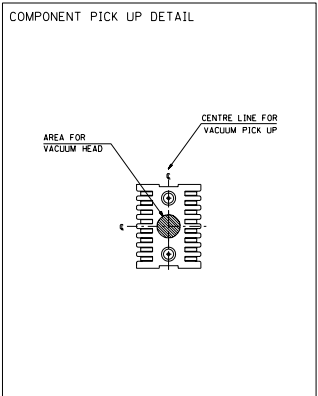 COMPONENT PICK UP DETAIL
CENTRE LINE FOR
VACUUM PICK UP
AREA FOR
VACUUM HEAD
℄
℄